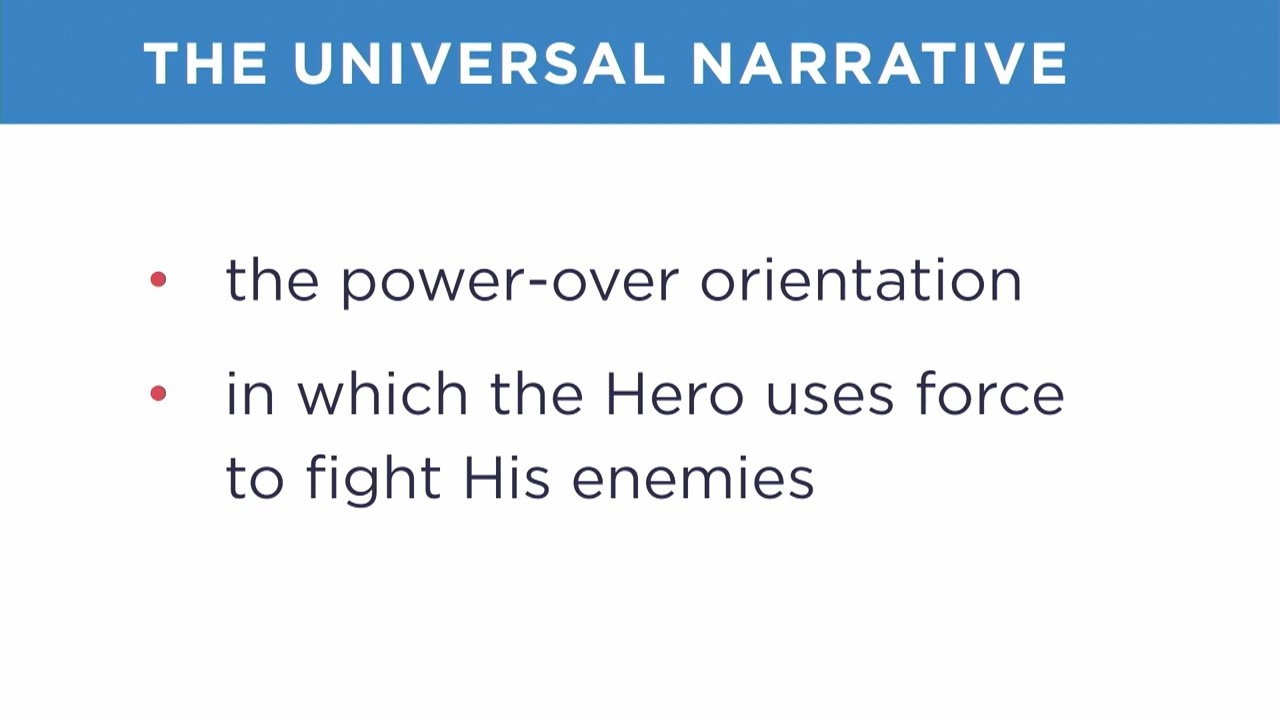 THE UNIVERSAL NARRATIVE
• the power-over orientation
• in which the Hero uses force
to fight His enemies